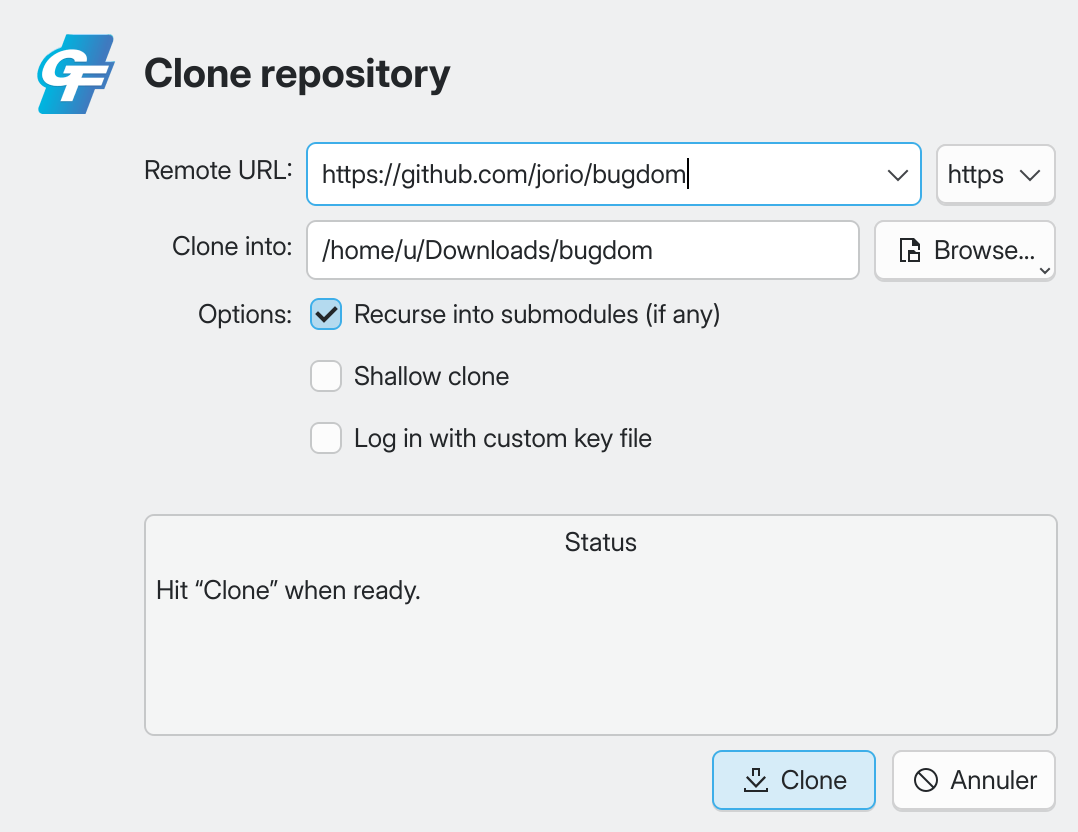 GF
Clone repository
Remote URL: https://github.com/jorio/bugdom https
Clone into: /home/u/Downloads/bugdom Browse...
Options: Recurse into submodules (if any)
Shallow clone
Log in with custom key file
Status
Hit “Clone” when ready.
Clone Annuler